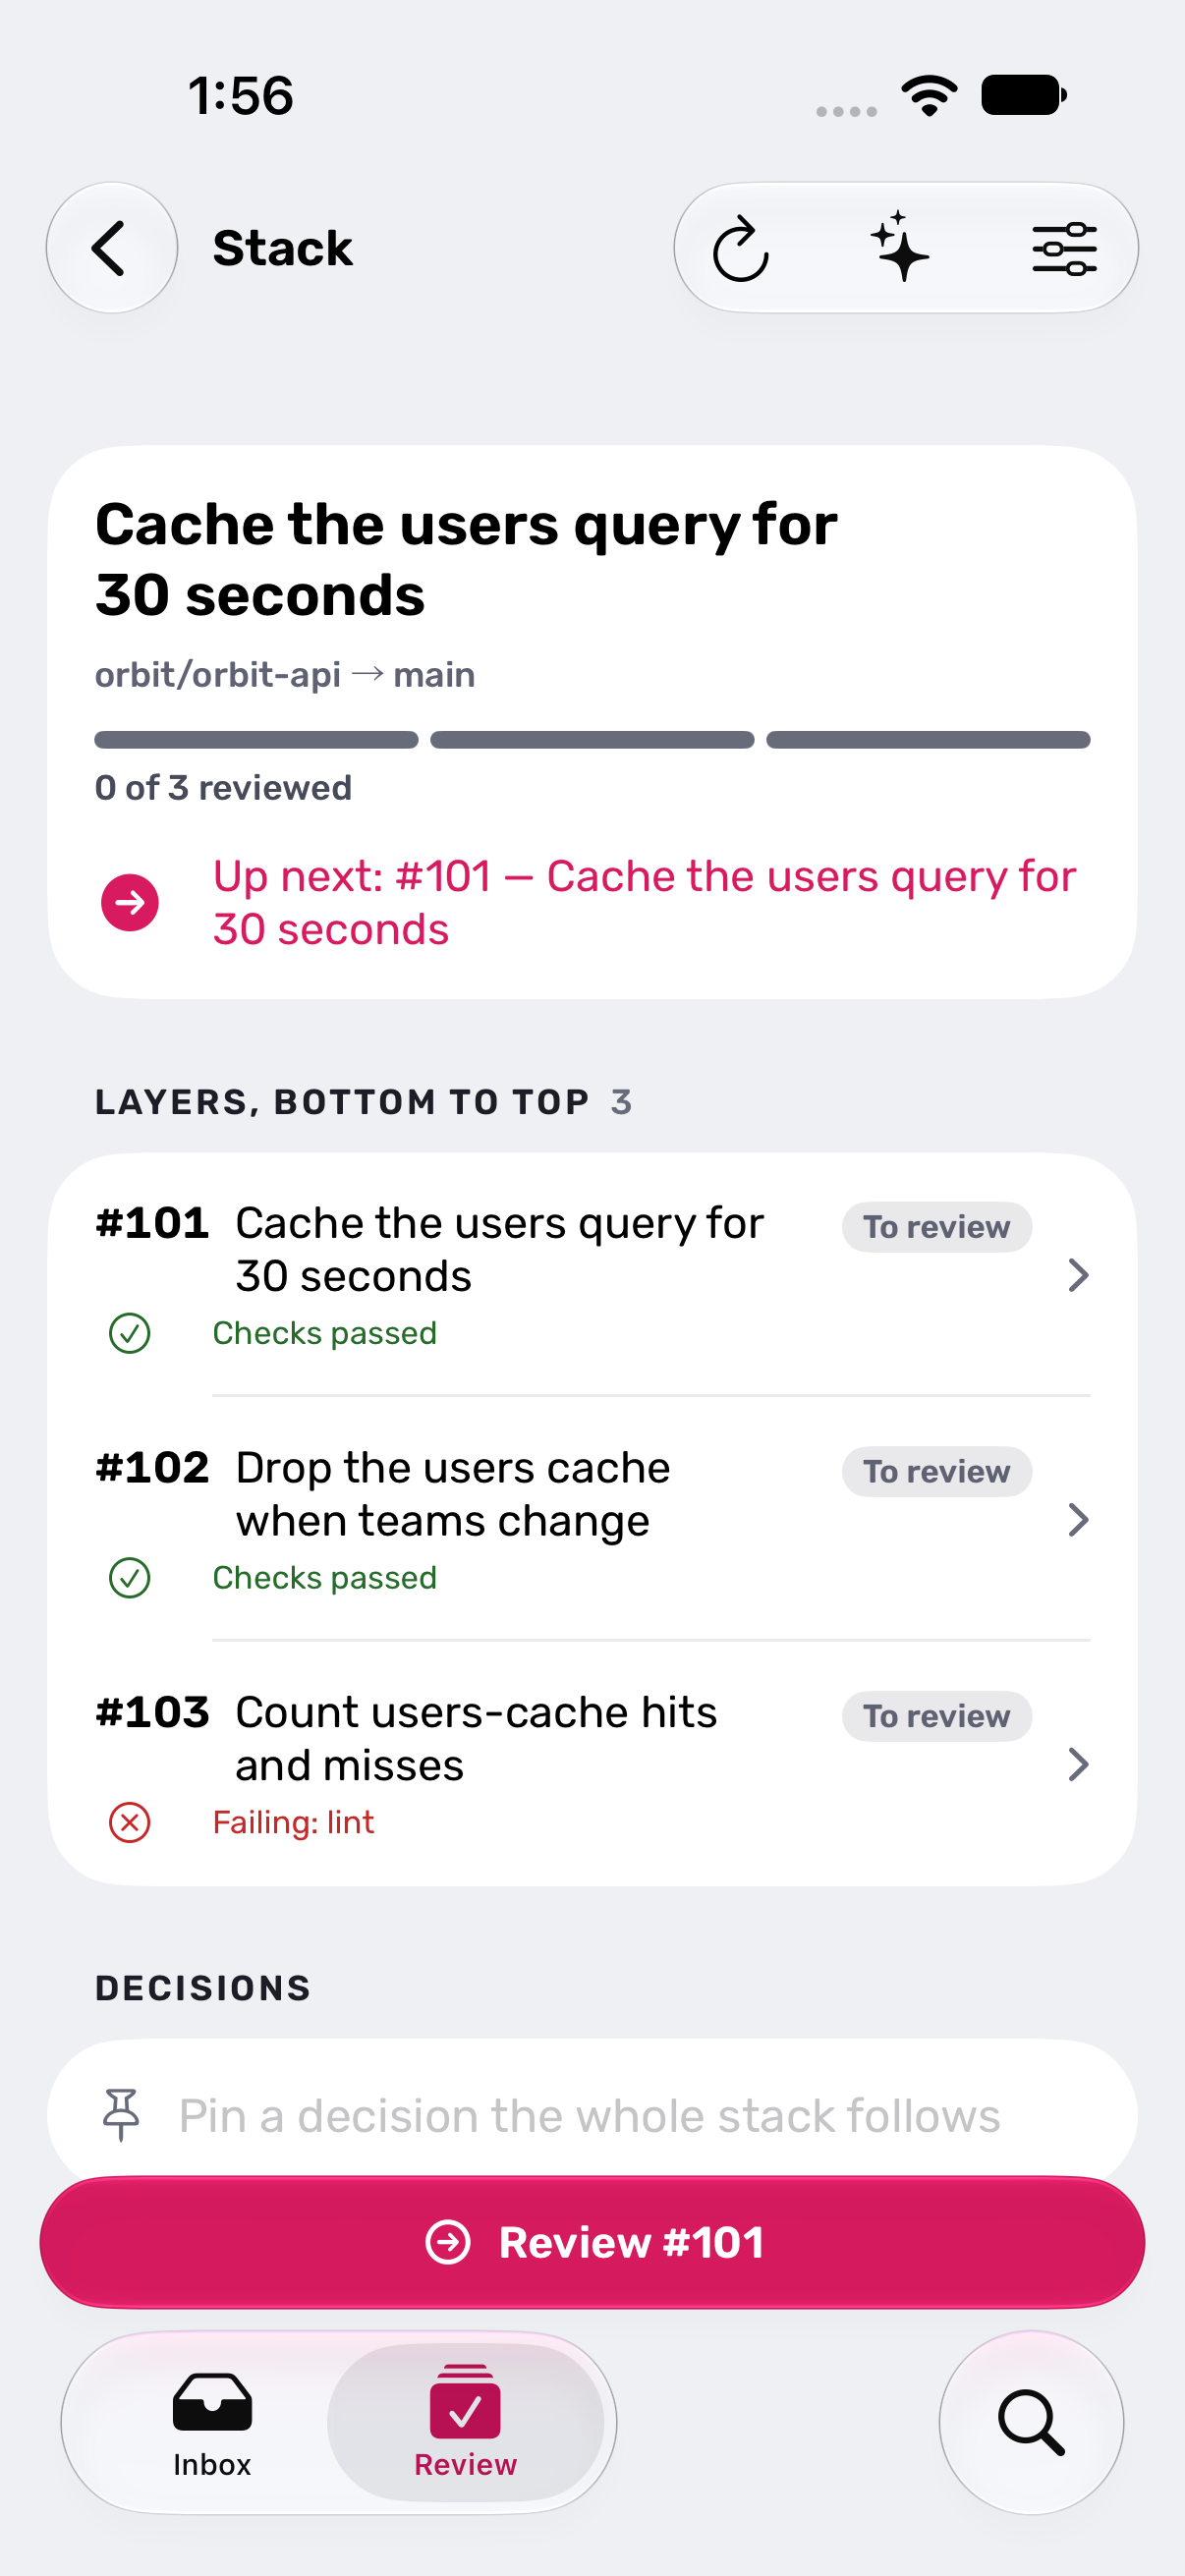 1:56
Stack
Cache the users query for
30 seconds
orbit/orbit-api → main
0 of 3 reviewed
Up next: #101 — Cache the users query for
30 seconds
LAYERS, BOTTOM TO TOP 3
#101 Cache the users query for
30 seconds
To review
Checks passed
#102 Drop the users cache
when teams change
To review
Checks passed
#103 Count users-cache hits
and misses
To review
Failing: lint
DECISIONS
Pin a decision the whole stack follows
Review #101
Inbox
Review